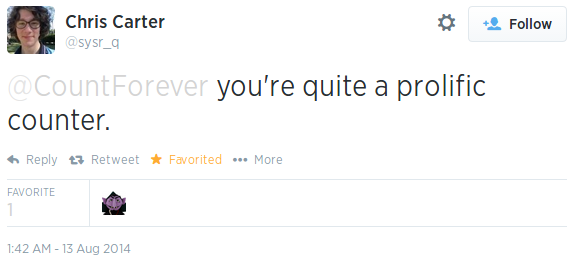 Chris Carter
@sysr_q
Follow
@CountForever you're quite a prolific
counter.
Reply Retweet Favorited More
FAVORITE
1
1:42 AM - 13 Aug 2014